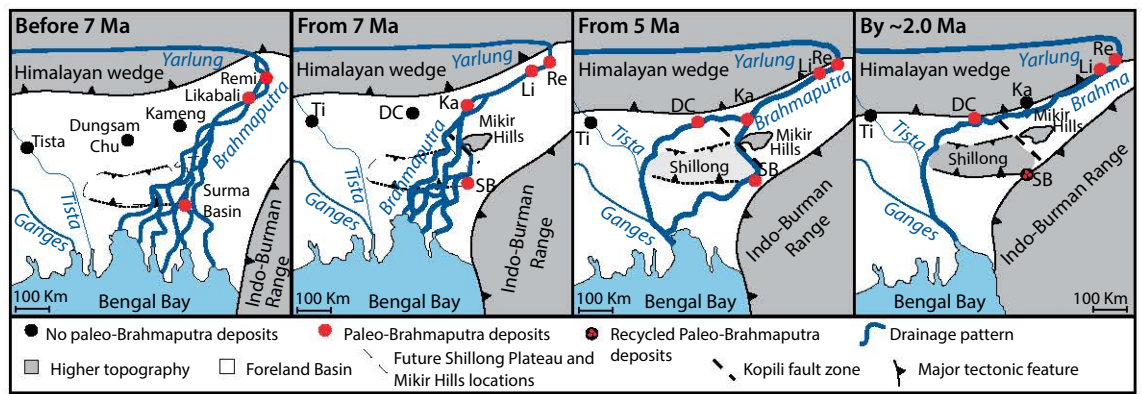 Before 7 Ma
Yarlung
Himalayan wedge
Remi
Likabali
Kameng
Dungsam
Chu
Brahmaputra
Tista
Surma
Basin
Tista
Ganges
Indo-Burman
Range
100 Km
Bengal Bay
From 7 Ma
Yarlung
Himalayan wedge
Re
Li
Ka
DC
Ti
Mikir
Hills
Brahmaputra
SB
Tista
Ganges
Indo-Burman
Range
100 Km
Bengal Bay
From 5 Ma
Yarlung
Re
Himalayan wedge
Li
Ka
DC
Brahmaputra
Ti
Mikir
Hills
Tista
Shillong
SB
Ganges
Indo-Burman
Range
100 Km
Bengal Bay
By ~2.0 Ma
Yarlung
Re
Himalayan wedge
Li
Ka
Brahma
DC
Ti
Mikir
Hills
Tista
Shillong
SB
Ganges
Indo-Burman Range
Bengal Bay
100 Km
No paleo-Brahmaputra deposits
Paleo-Brahmaputra deposits
Recycled Paleo-Brahmaputra
deposits
Drainage pattern
Higher topography
Foreland Basin
Future Shillong Plateau and
Mikir Hills locations
Kopili fault zone
Major tectonic feature